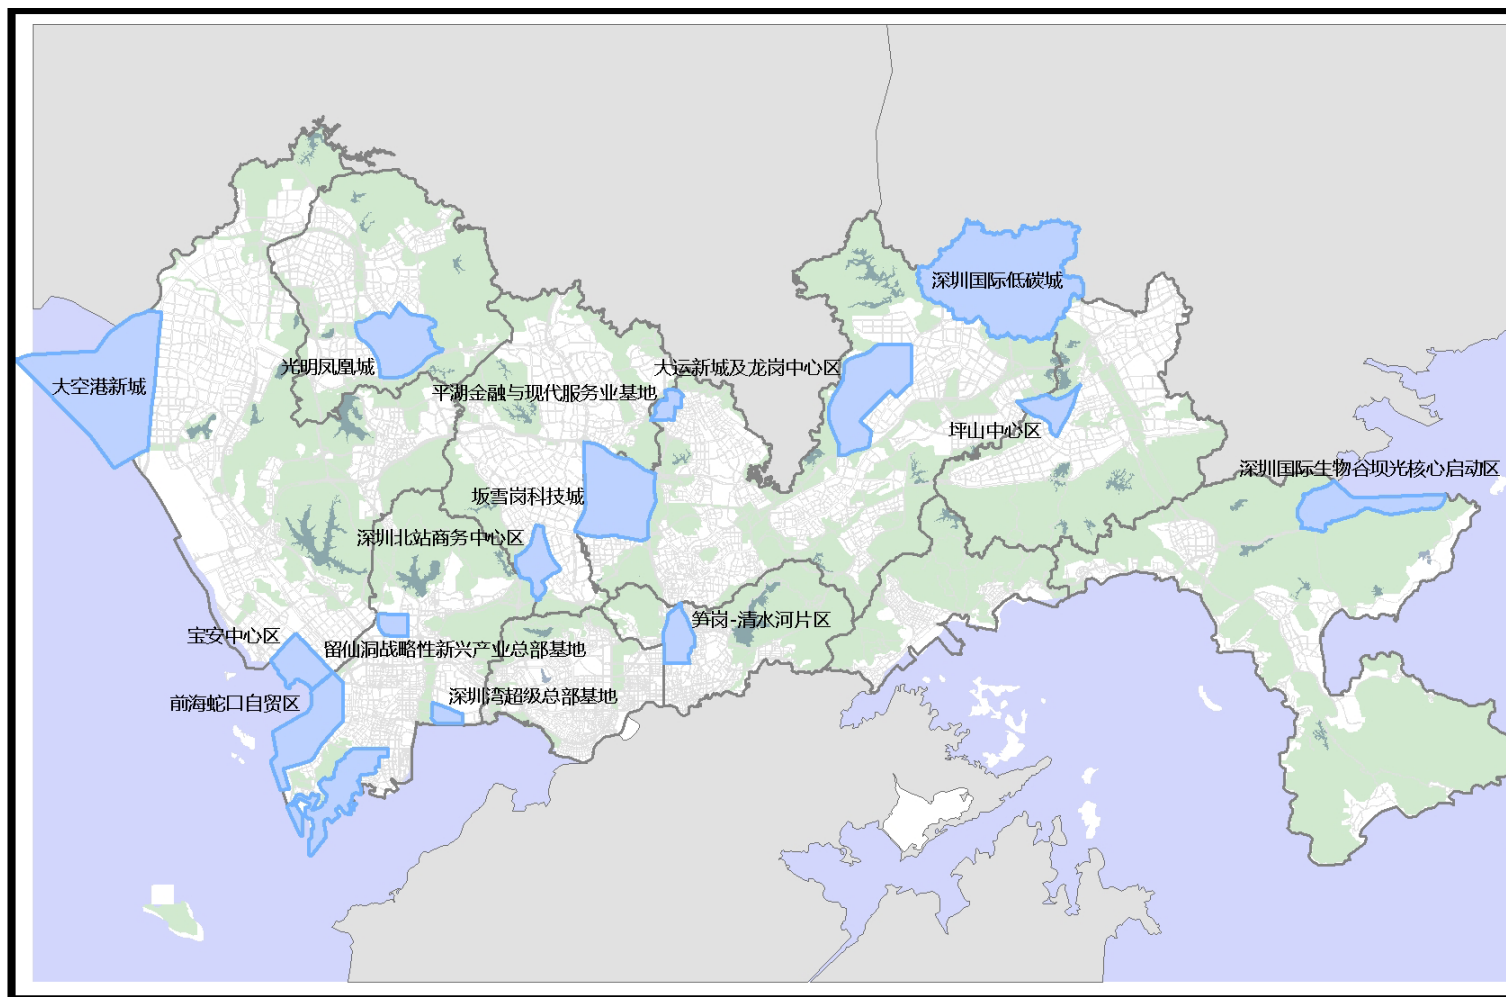 深圳国际低碳城
光明凤凰城
大运新城及龙岗中心区
大空港新城
平湖金融与现代服务业基地
坪山中心区
深圳国际生物谷坝光核心启动区
坂雪岗科技城
深圳北站商务中心区
笋岗-清水河片区
宝安中心区
留仙洞战略性新兴产业总部基地
深圳湾超级总部基地
前海蛇口自贸区